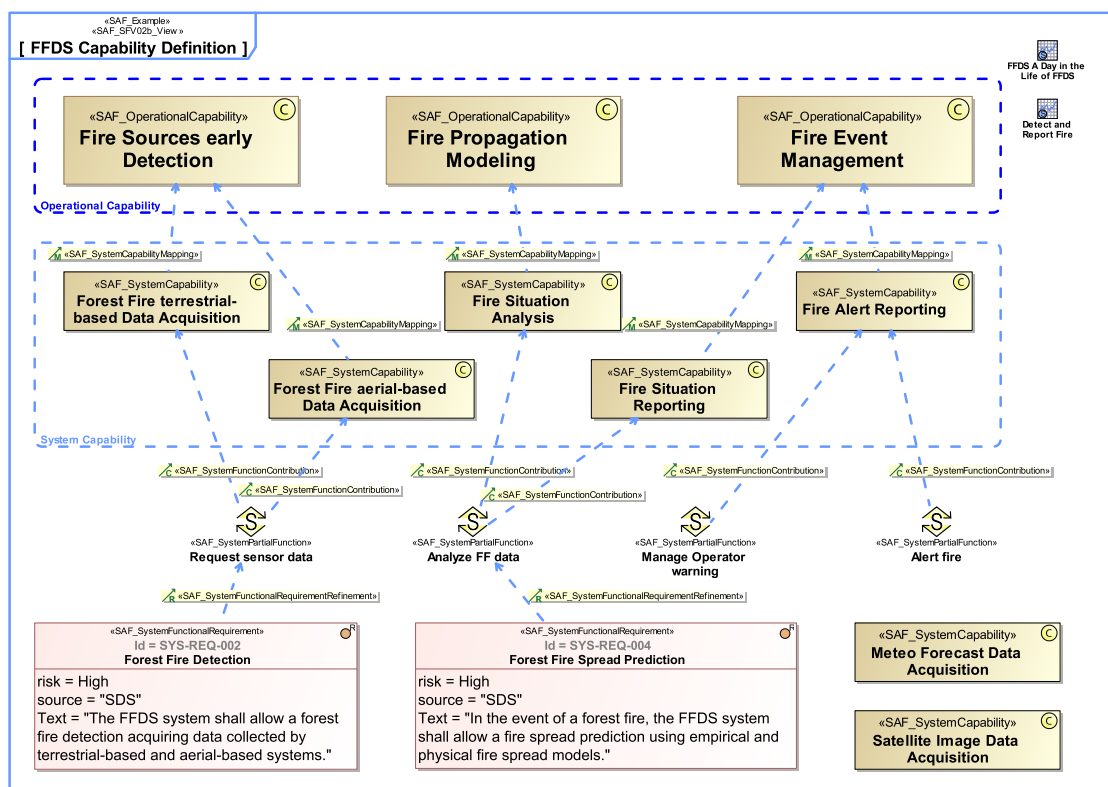 «SAF_Example»
«SAF_SFV02b_View»
[ FFDS Capability Definition ]
FFDS A Day in the
Life of FFDS
Detect and
Report Fire
«SAF_OperationalCapability»
Fire Sources early
Detection
C
«SAF_OperationalCapability»
Fire Propagation
Modeling
C
«SAF_OperationalCapability»
Fire Event
Management
C
Operational Capability
M «SAF_SystemCapabilityMapping»
M «SAF_SystemCapabilityMapping»
M «SAF_SystemCapabilityMapping»
«SAF_SystemCapability»
Forest Fire terrestrial-
based Data Acquisition
C
«SAF_SystemCapability»
Fire Situation
Analysis
C
«SAF_SystemCapability»
Fire Alert Reporting
C
M «SAF_SystemCapabilityMapping»
M «SAF_SystemCapabilityMapping»
«SAF_SystemCapability»
Forest Fire aerial-based
Data Acquisition
C
«SAF_SystemCapability»
Fire Situation
Reporting
C
System Capability
C «SAF_SystemFunctionContribution»
C «SAF_SystemFunctionContribution»
C «SAF_SystemFunctionContribution»
C «SAF_SystemFunctionContribution»
C «SAF_SystemFunctionContribution»
C «SAF_SystemFunctionContribution»
S
«SAF_SystemPartialFunction»
Request sensor data
S
«SAF_SystemPartialFunction»
Analyze FF data
S
«SAF_SystemPartialFunction»
Manage Operator
warning
S
«SAF_SystemPartialFunction»
Alert fire
R «SAF_SystemFunctionalRequirementRefinement»
R «SAF_SystemFunctionalRequirementRefinement»
«SAF_SystemFunctionalRequirement»
R
Id = SYS-REQ-002
Forest Fire Detection
risk = High
source = "SDS"
Text = "The FFDS system shall allow a forest
fire detection acquiring data collected by
terrestrial-based and aerial-based systems."
«SAF_SystemFunctionalRequirement»
R
Id = SYS-REQ-004
Forest Fire Spread Prediction
risk = High
source = "SDS"
Text = "In the event of a forest fire, the FFDS system
shall allow a fire spread prediction using empirical and
physical fire spread models."
«SAF_SystemCapability»
Meteo Forecast Data
Acquisition
C
«SAF_SystemCapability»
Satellite Image Data
Acquisition
C